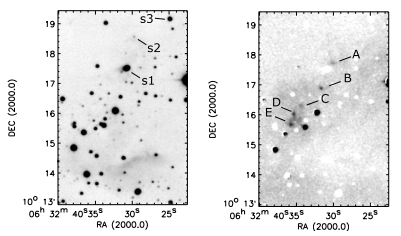 19
18
17
16
15
14
10° 13'
DEC (2000.0)
s3
s2
s1
06ʰ 32ᵐ 40ˢ 35ˢ 30ˢ 25ˢ
RA (2000.0)
19
18
17
16
15
14
10° 13'
DEC (2000.0)
A
B
C
D
E
06ʰ 32ᵐ 40ˢ 35ˢ 30ˢ 25ˢ
RA (2000.0)